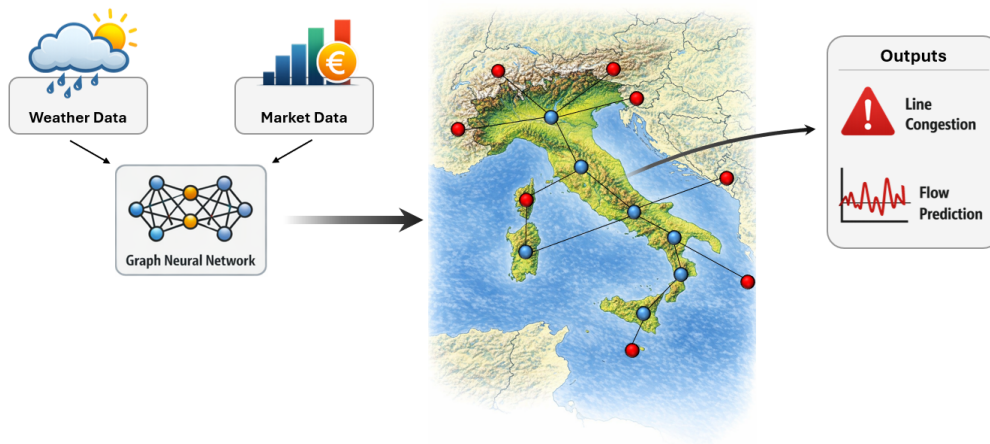 Weather Data
Market Data
Graph Neural Network
€
Outputs
Line
Congestion
Flow
Prediction